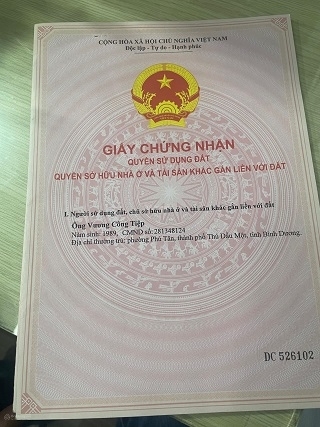 CỘNG HÒA XÃ HỘI CHỦ NGHĨA VIỆT NAM
Độc lập - Tự do - Hạnh phúc
GIẤY CHỨNG NHẬN
QUYỀN SỬ DỤNG ĐẤT
QUYỀN SỞ HỮU NHÀ Ở VÀ TÀI SẢN KHÁC GẮN LIỀN VỚI ĐẤT
I. Người sử dụng đất, chủ sở hữu nhà ở và tài sản khác gắn liền với đất
Ông Vương Công Tiệp
Năm sinh: 1989, CMND số: 281348124
Địa chỉ thường trú: phường Phú Tân, thành phố Thủ Dầu Một, tỉnh Bình Dương.
DC 526102